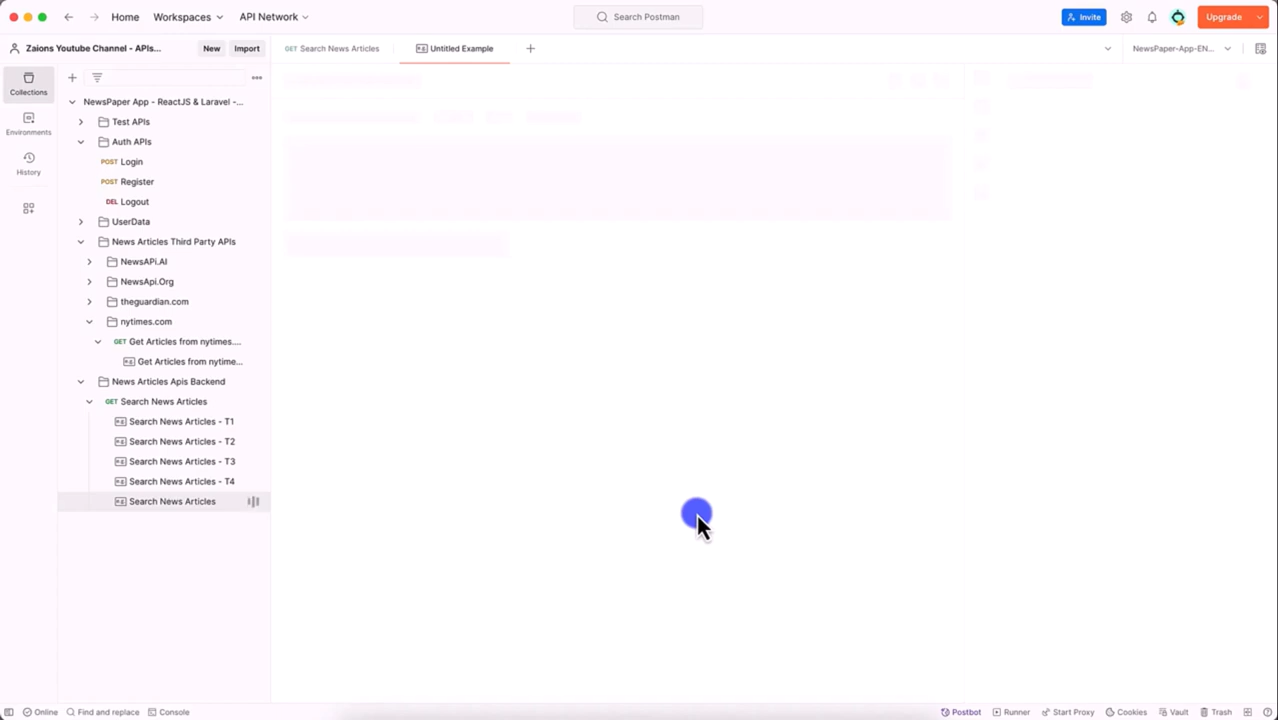 Home
Workspaces
API Network
Search Postman
Invite
Upgrade
Zaions Youtube Channel - APIs...
New
Import
GET Search News Articles
Untitled Example
NewsPaper-App-EN...
Collections
Environments
History
NewsPaper App - ReactJS & Laravel -...
Test APIs
Auth APIs
POST Login
POST Register
DEL Logout
UserData
News Articles Third Party APIs
NewsAPi.AI
NewsApi.Org
theguardian.com
nytimes.com
GET Get Articles from nytimes....
Get Articles from nytime...
News Articles Apis Backend
GET Search News Articles
Search News Articles - T1
Search News Articles - T2
Search News Articles - T3
Search News Articles - T4
Search News Articles
Online
Find and replace
Console
Postbot
Runner
Start Proxy
Cookies
Vault
Trash